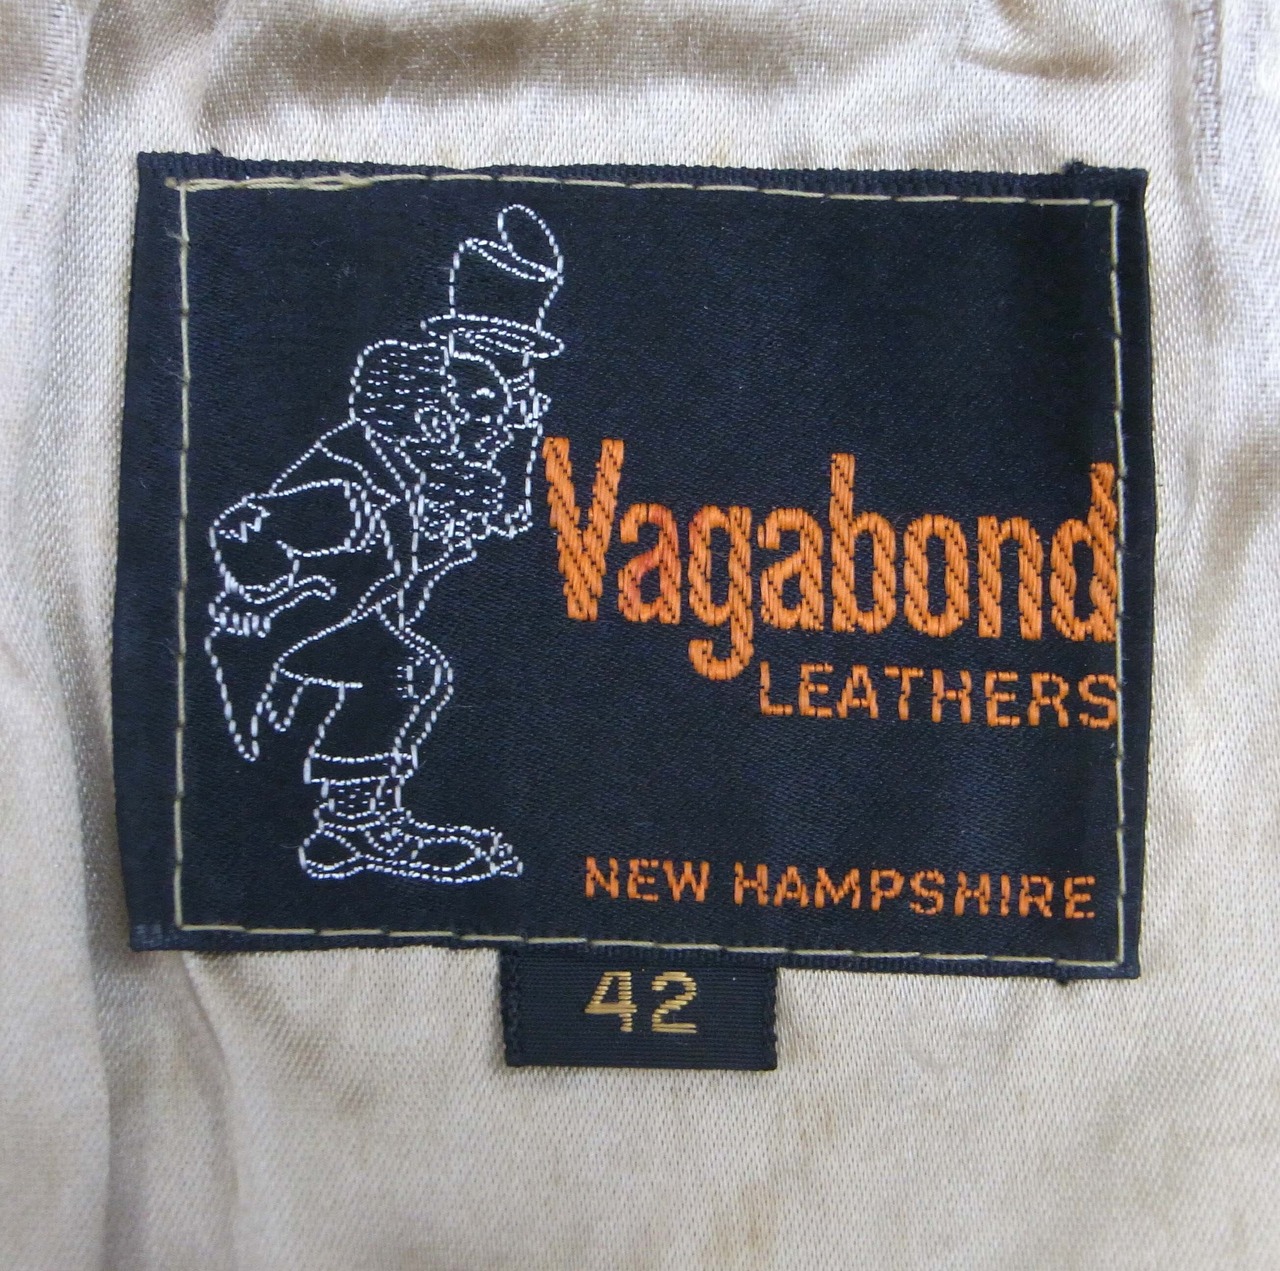 Vagabond
LEATHERS
NEW HAMPSHIRE
42